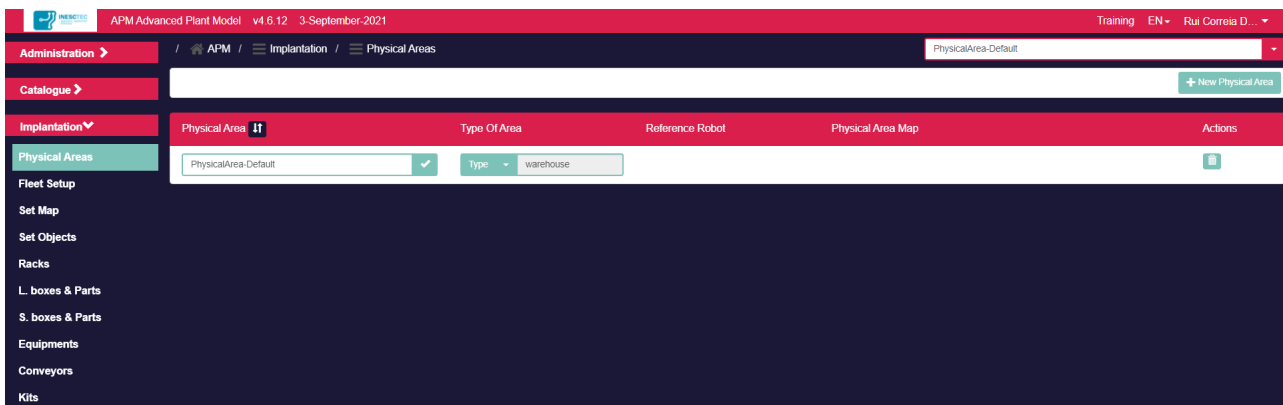 INESCTEC APM Advanced Plant Model v4.6.12 3-September-2021 Training EN Rui Correia D...
Administration / APM / Implantation / Physical Areas PhysicalArea-Default
Catalogue + New Physical Area
Implantation Physical Area Type Of Area Reference Robot Physical Area Map Actions
Physical Areas PhysicalArea-Default Type warehouse
Fleet Setup
Set Map
Set Objects
Racks
L. boxes & Parts
S. boxes & Parts
Equipments
Conveyors
Kits